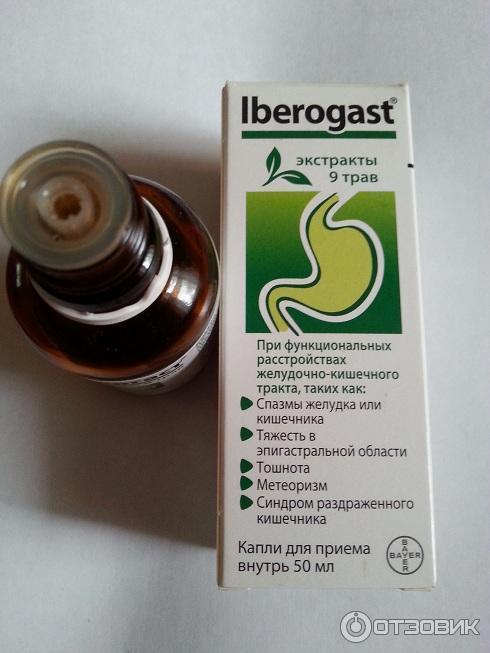 Iberogast®
экстракты
9 трав
При функциональных
расстройствах
желудочно-кишечного
тракта, таких как:
Спазмы желудка или
кишечника
Тяжесть в
эпигастральной области
Тошнота
Метеоризм
Синдром раздраженного
кишечника
Капли для приема
внутрь 50 мл
BAYER
BAYER
ОТЗОВИК